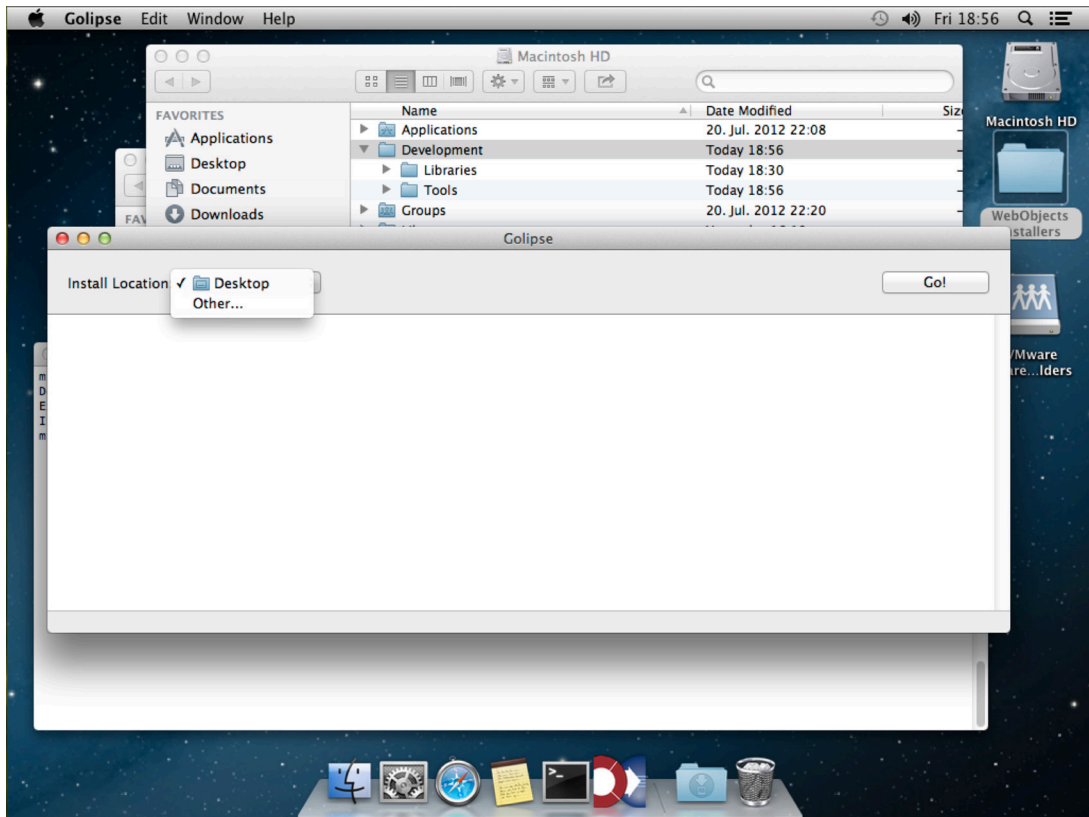 Golipse Edit Window Help Fri 18:56
Macintosh HD
FAVORITES
Applications
Desktop
Documents
Downloads
Name Date Modified
Applications 20. Jul. 2012 22:08 –
Development Today 18:56 –
Libraries Today 18:30 –
Tools Today 18:56 –
Groups 20. Jul. 2012 22:20 –
FAV
Macintosh HD
WebObjects
Golipse
Install Location
Desktop
Other...
Go!
m
D
E
I
m